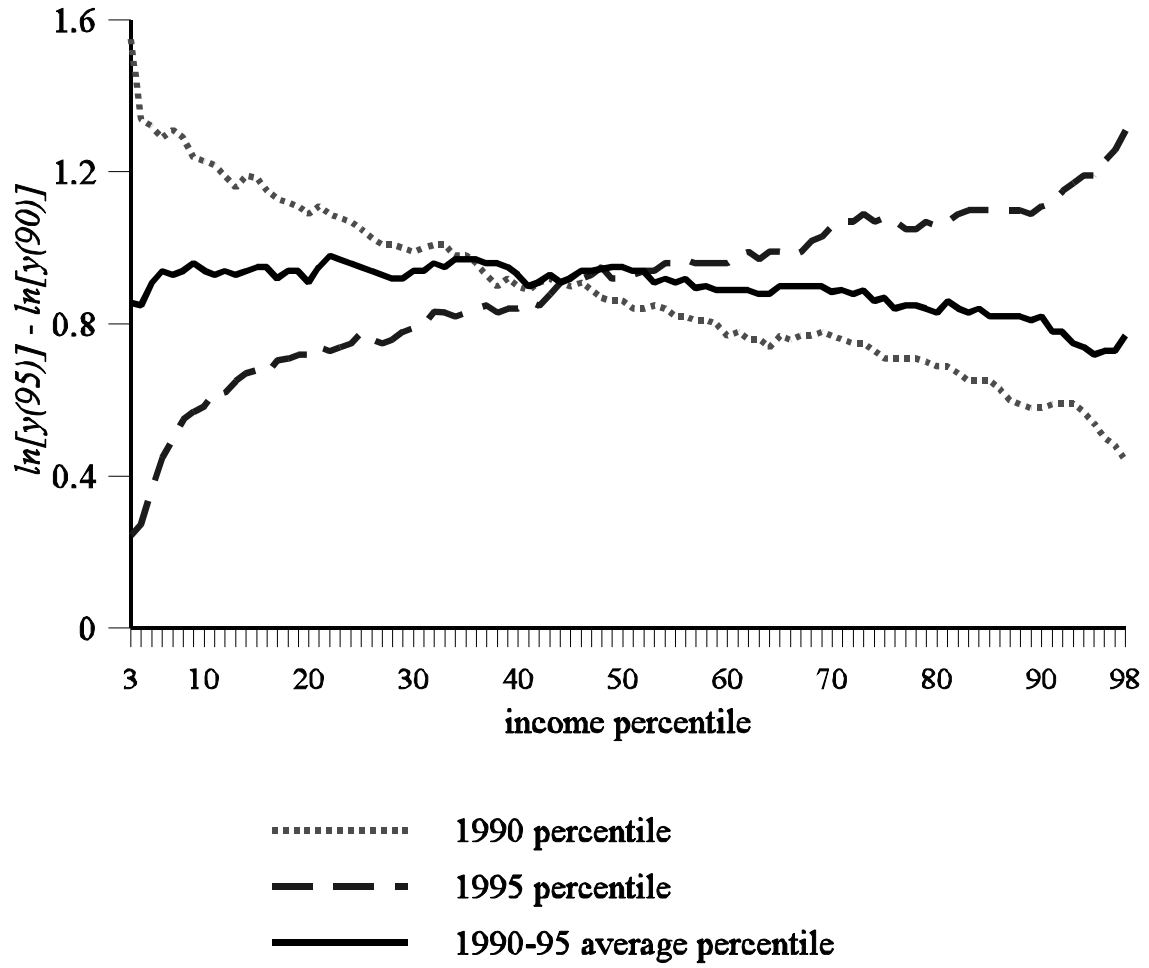 1.6
1.2
0.8
0.4
0
ln[y(95)] - ln[y(90)]
3 10 20 30 40 50 60 70 80 90 98
income percentile
1990 percentile
1995 percentile
1990-95 average percentile